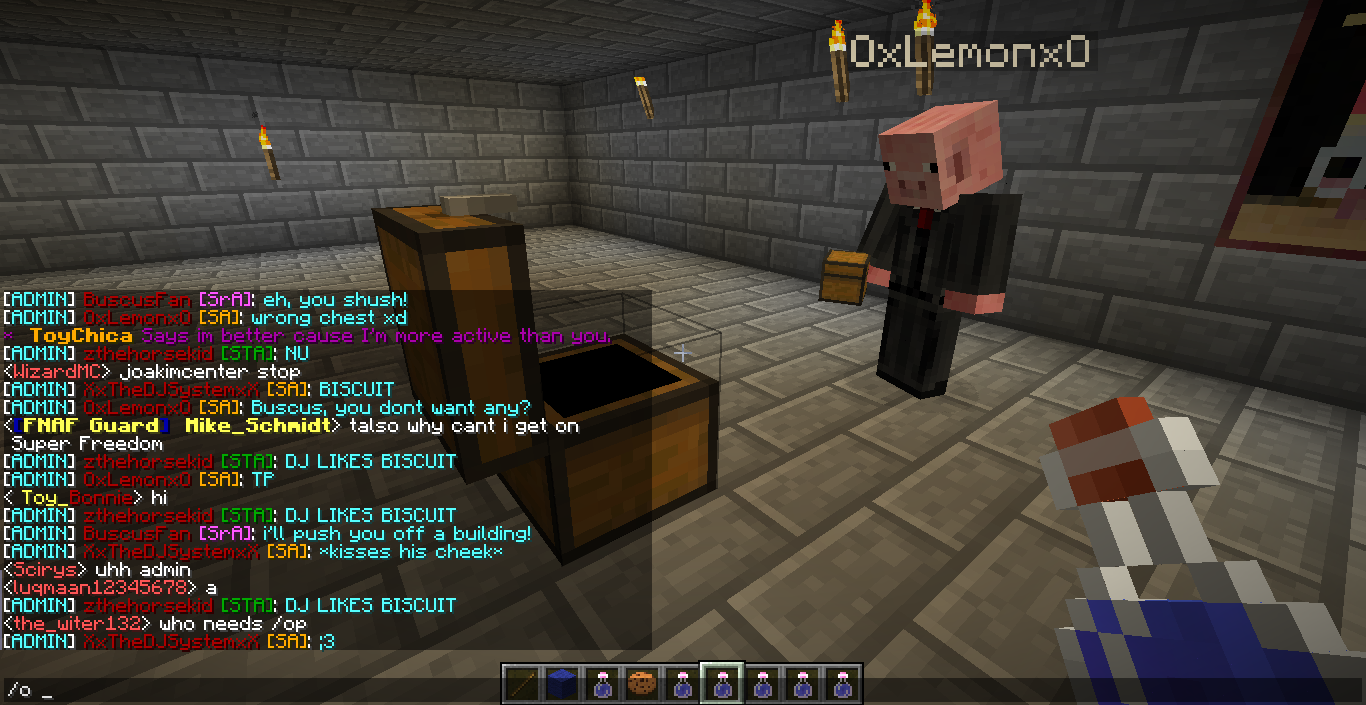 0xLemonx0
[ADMIN] BuscusFan [SrA]: eh, you shush!
[ADMIN] 0xLemonx0 [SA]: wrong chest xd
* ToyChica Says im better cause I'm more active than you.
[ADMIN] zthehorsekid [STA]: NU
<WizardMC> joakimcenter stop
[ADMIN] XxTheDJSystemxX [SA]: BISCUIT
[ADMIN] 0xLemonx0 [SA]: Buscus, you dont want any?
<[FNAF Guard] Mike_Schmidt> talso why cant i get on
Super Freedom
[ADMIN] zthehorsekid [STA]: DJ LIKES BISCUIT
[ADMIN] 0xLemonx0 [SA]: TP
< Toy_Bonnie> hi
[ADMIN] zthehorsekid [STA]: DJ LIKES BISCUIT
[ADMIN] BuscusFan [SrA]: i'll push you off a building!
[ADMIN] XxTheDJSystemxX [SA]: *kisses his cheek*
<Scirys> uhh admin
<luqmaan12345678> a
[ADMIN] zthehorsekid [STA]: DJ LIKES BISCUIT
<the_witer132> who needs /op
[ADMIN] XxTheDJSystemxX [SA]: ;3
/o _